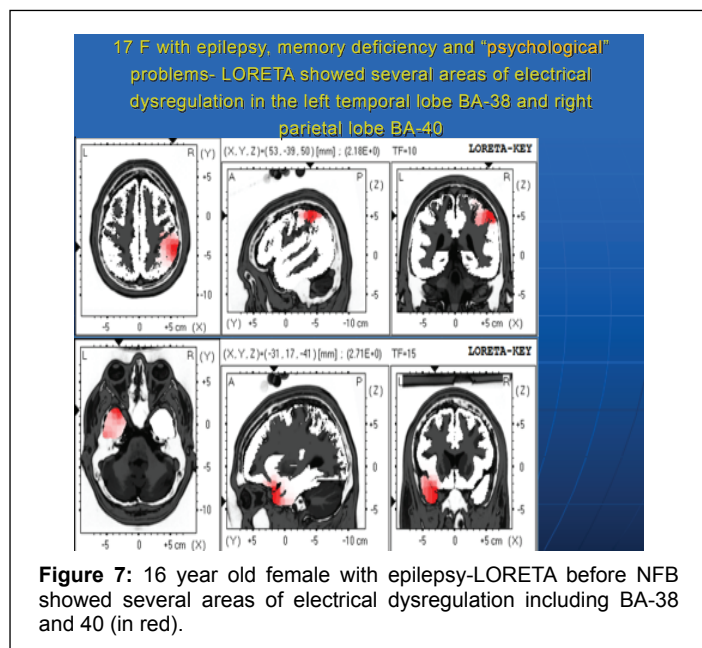 17 F with epilepsy, memory deficiency and “psychological”
problems- LORETA showed several areas of electrical
dysregulation in the left temporal lobe BA-38 and right
parietal lobe BA-40
L R (Y) (X, Y, Z)=(53, -39, 50) [mm] ; (2.18E+0) TF=10 LORETA-KEY
A P (Z) L R (Z)
+5 0 -5 -10
+5 0 -5
+5 0 -5
-5 0 +5 cm (X) (Y) +5 0 -5 -10 cm -5 0 +5 cm (X)
L R (Y) (X, Y, Z)=(-31, 17, -41) [mm] ; (2.71E+0) TF=15 LORETA-KEY
A P (Z) L R (Z)
+5 0 -5 -10
+5 0 -5
+5 0 -5
-5 0 +5 cm (X) (Y) +5 0 -5 -10 cm -5 0 +5 cm (X)
Figure 7: 16 year old female with epilepsy-LORETA before NFB
showed several areas of electrical dysregulation including BA-38
and 40 (in red).